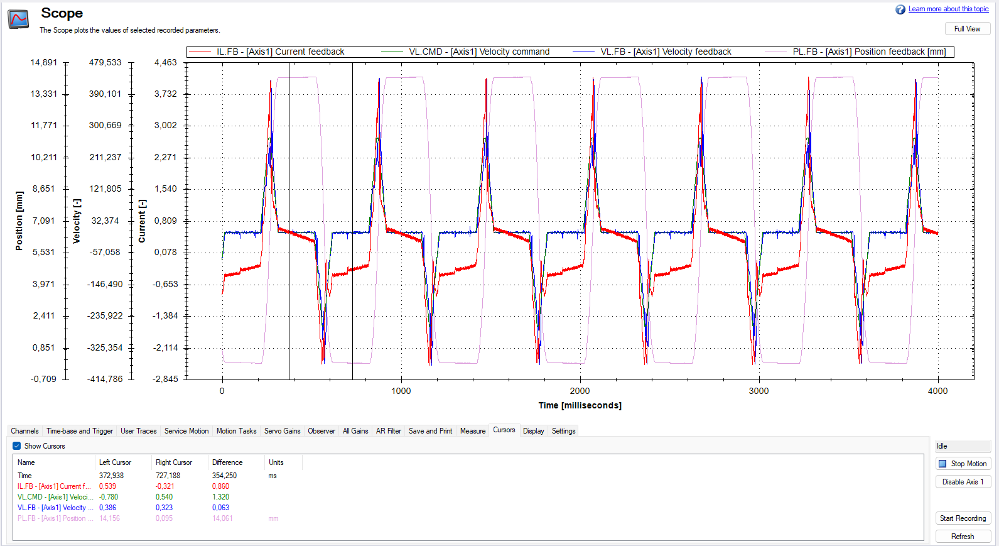 Scope
Learn more about this topic
The Scope plots the values of selected recorded parameters.
Full View
IL.FB - [Axis1] Current feedback
VL.CMD - [Axis1] Velocity command
VL.FB - [Axis1] Velocity feedback
PL.FB - [Axis1] Position feedback [mm]
14,891 479,533 4,463
13,331 390,101 3,732
11,771 300,669 3,002
10,211 211,237 2,271
8,651 121,805 1,540
7,091 32,374 0,809
5,531 -57,058 0,078
3,971 -146,490 -0,653
2,411 -235,922 -1,384
0,851 -325,354 -2,114
-0,709 -414,786 -2,845
Position [mm]
Velocity [-]
Current [-]
0 1000 2000 3000 4000
Time [milliseconds]
Channels Time-base and Trigger User Traces Service Motion Motion Tasks Servo Gains Observer All Gains AR Filter Save and Print Measure Cursors Display Settings
Show Cursors
Name Left Cursor Right Cursor Difference Units
Time 372,938 727,188 354,250 ms
IL.FB - [Axis1] Current f... 0,539 -0,321 0,860
VL.CMD - [Axis1] Veloci... -0,780 0,540 1,320
VL.FB - [Axis1] Velocity ... 0,386 0,323 0,063
PL.FB - [Axis1] Position ... 14,156 0,095 14,061 mm
Idle
Stop Motion
Disable Axis 1
Start Recording
Refresh